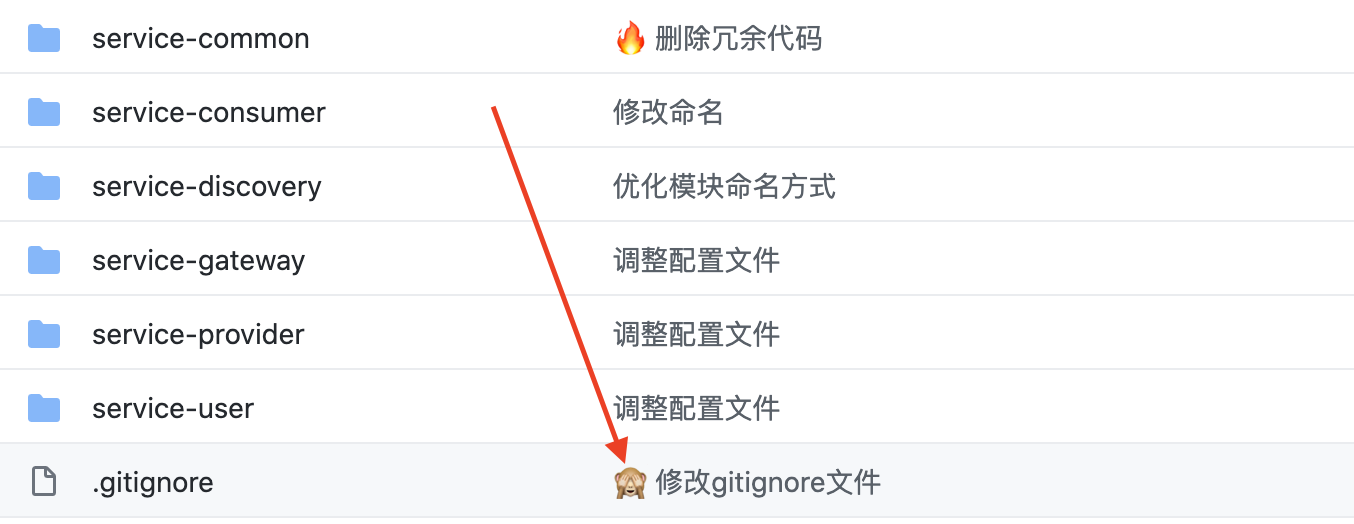 service-common 🔥 删除冗余代码
service-consumer 修改命名
service-discovery 优化模块命名方式
service-gateway 调整配置文件
service-provider 调整配置文件
service-user 调整配置文件
.gitignore 🙈 修改gitignore文件